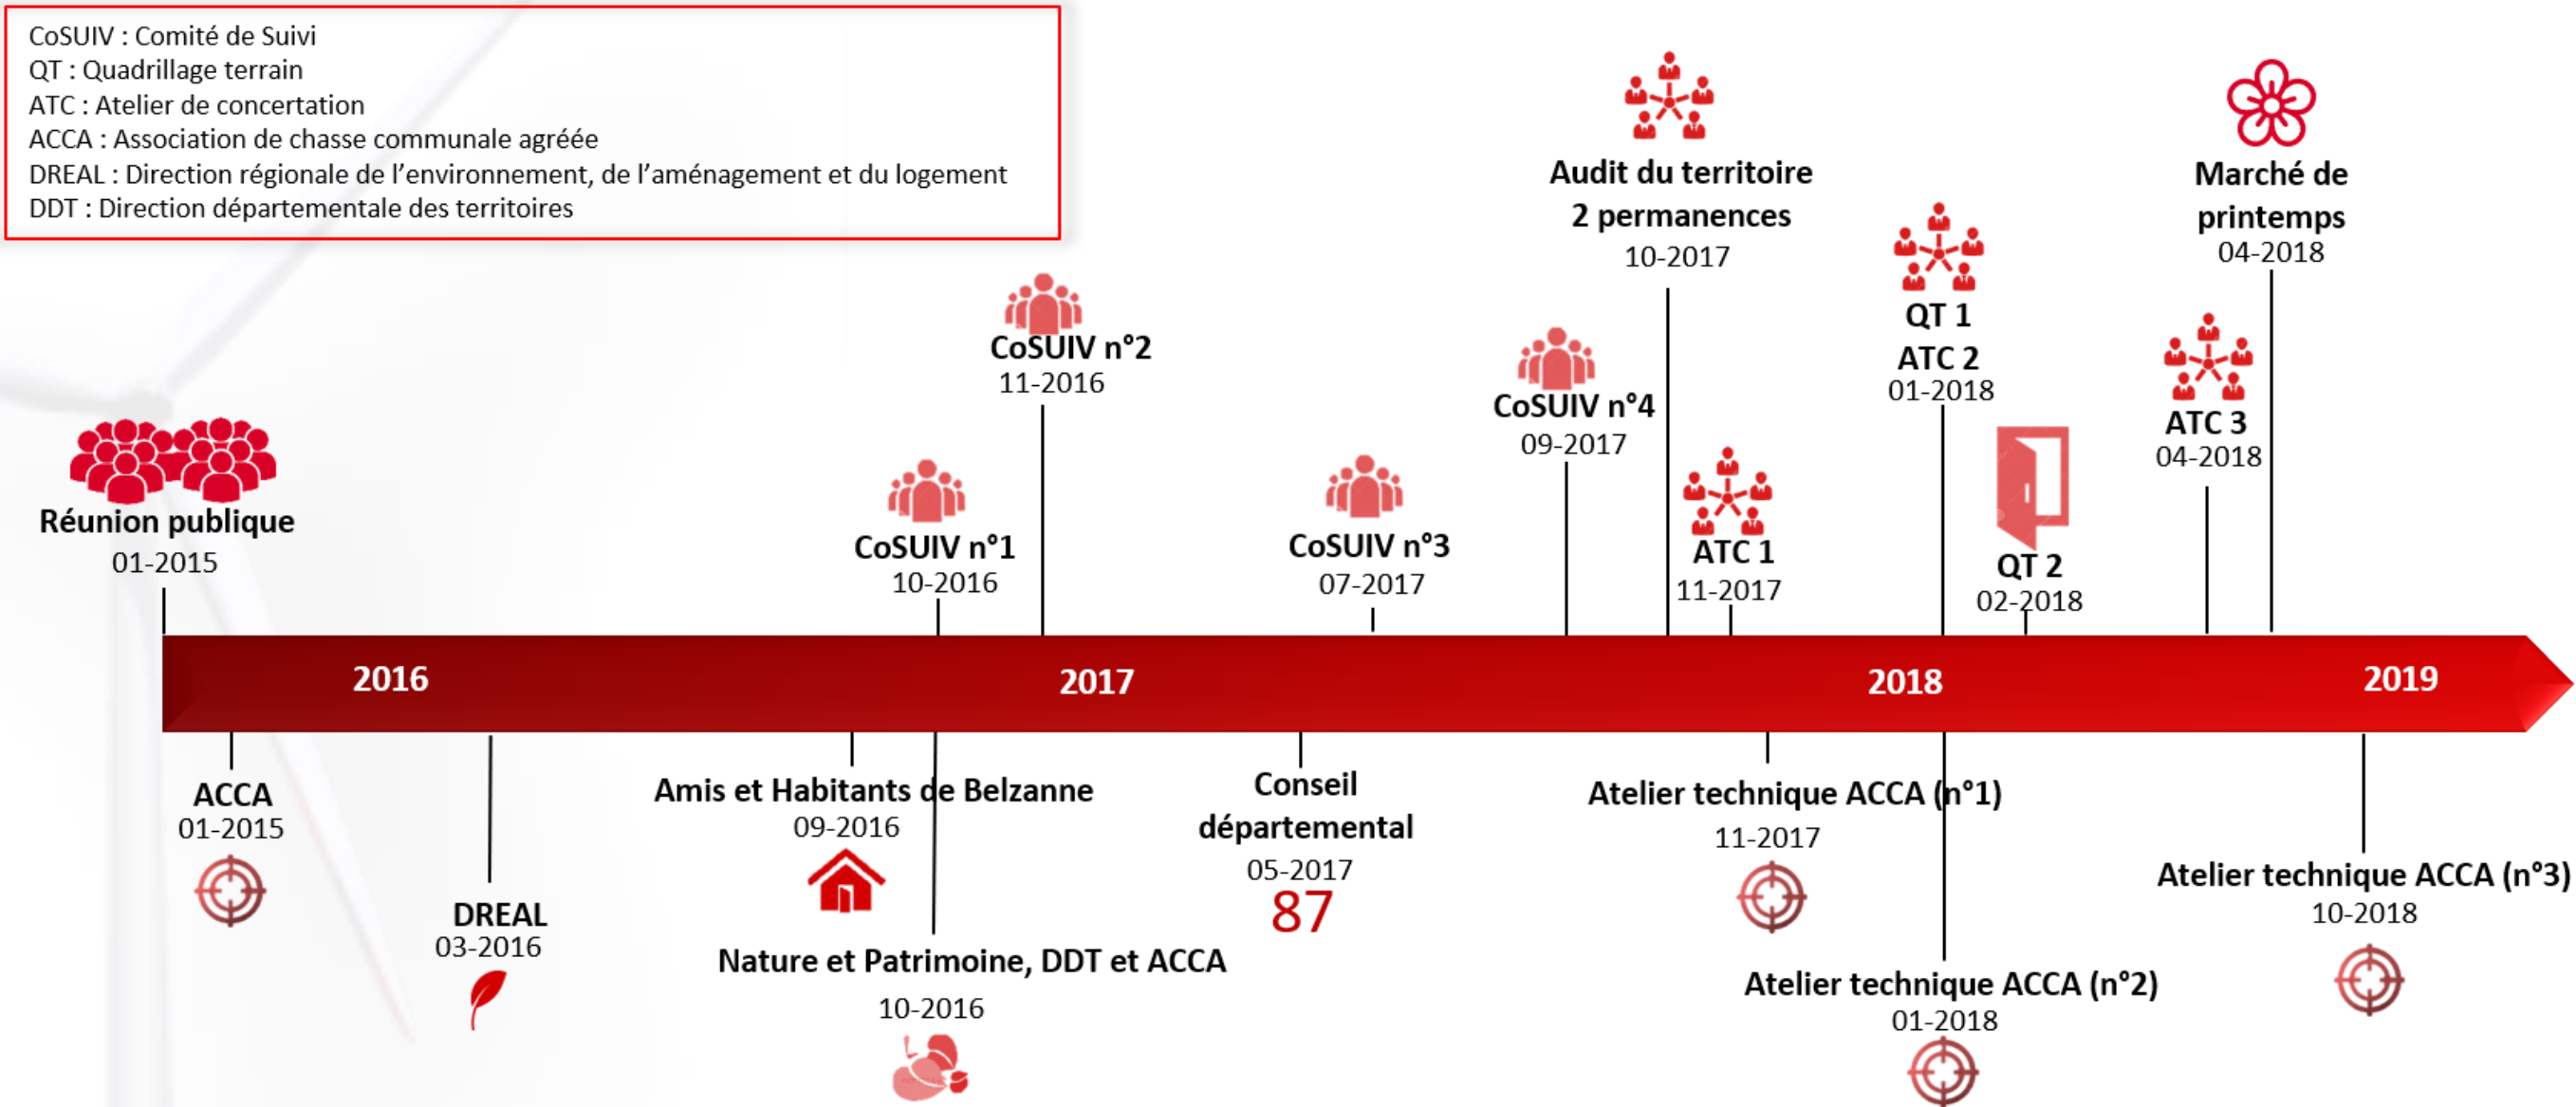 CoSUIV : Comité de Suivi
QT : Quadrillage terrain
ATC : Atelier de concertation
ACCA : Association de chasse communale agréée
DREAL : Direction régionale de l’environnement, de l’aménagement et du logement
DDT : Direction départementale des territoires
Réunion publique
01-2015
CoSUIV n°1
10-2016
CoSUIV n°2
11-2016
CoSUIV n°3
07-2017
CoSUIV n°4
09-2017
Audit du territoire
2 permanences
10-2017
ATC 1
11-2017
QT 1
ATC 2
01-2018
QT 2
02-2018
ATC 3
04-2018
Marché de
printemps
04-2018
2016
2017
2018
2019
ACCA
01-2015
DREAL
03-2016
Amis et Habitants de Belzanne
09-2016
Nature et Patrimoine, DDT et ACCA
10-2016
Conseil
départemental
05-2017
87
Atelier technique ACCA (n°1)
11-2017
Atelier technique ACCA (n°2)
01-2018
Atelier technique ACCA (n°3)
10-2018